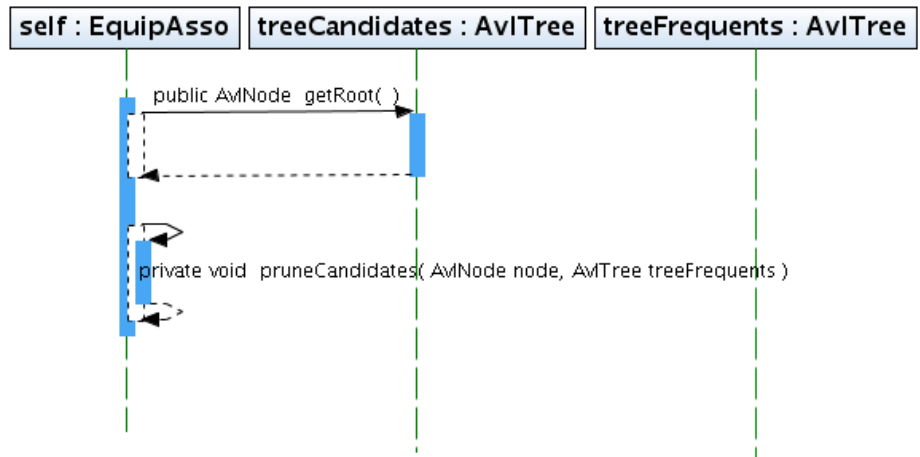 self : EquipAsso
treeCandidates : AvlTree
treeFrequents : AvlTree
public AvlNode getRoot( )
private void pruneCandidates( AvlNode node, AvlTree treeFrequents )